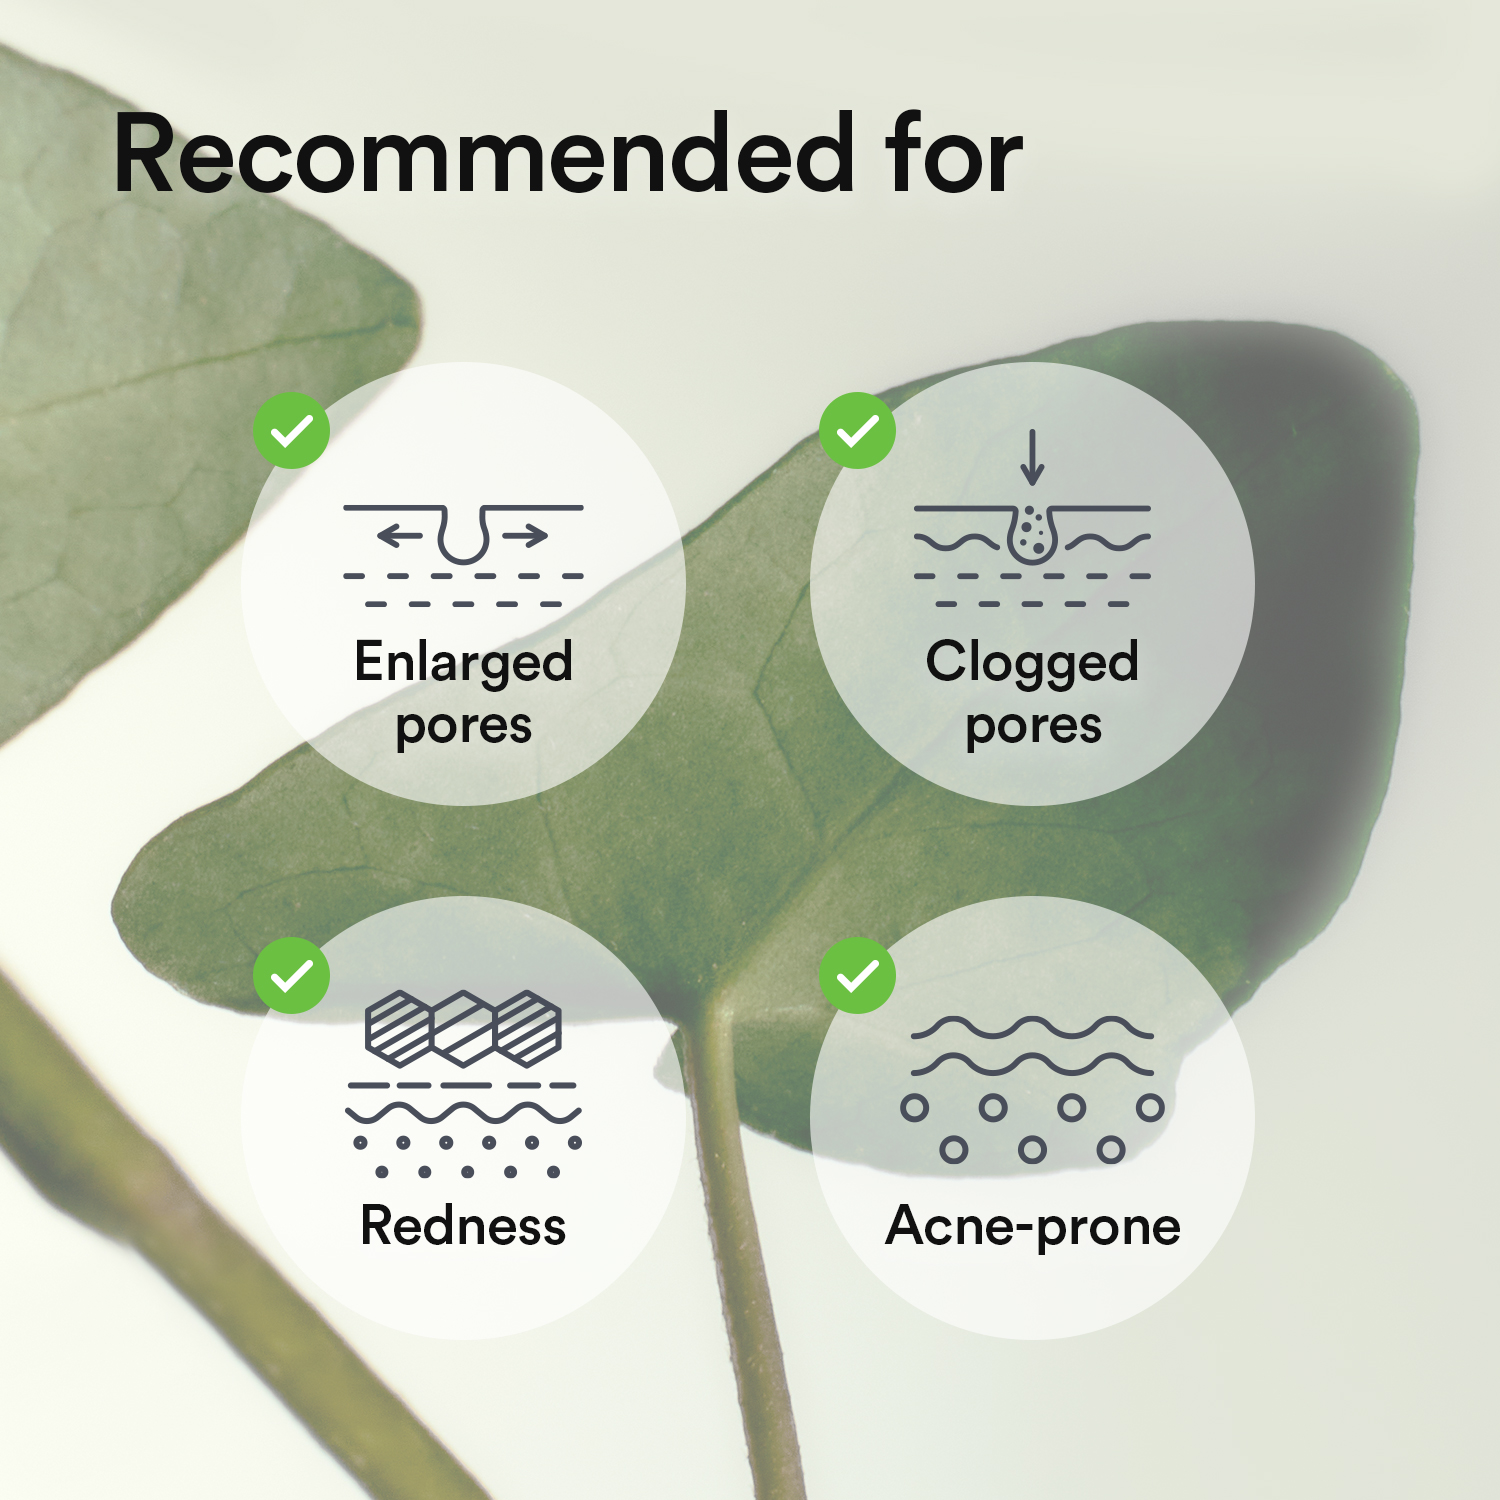 Recommended for
Enlarged
pores
Clogged
pores
Redness
Acne-prone